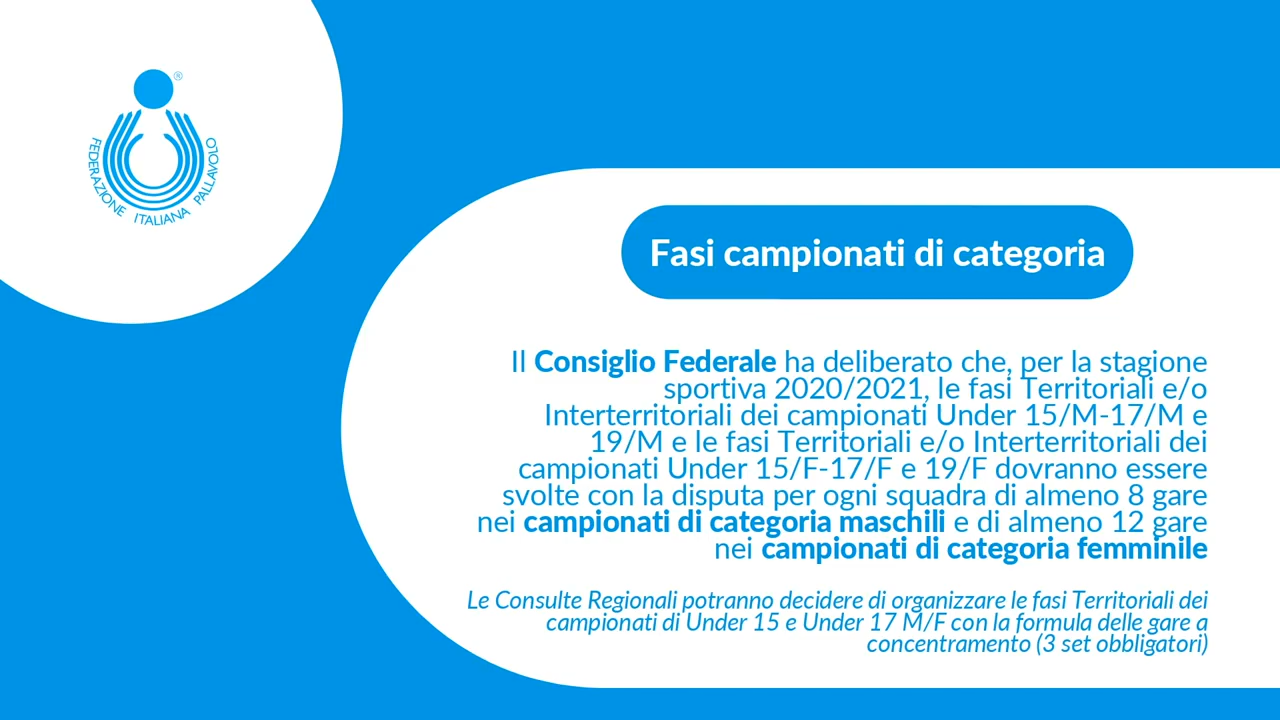 ®
FEDERAZIONE ITALIANA PALLAVOLO
Fasi campionati di categoria
Il Consiglio Federale ha deliberato che, per la stagione
sportiva 2020/2021, le fasi Territoriali e/o
Interterritoriali dei campionati Under 15/M-17/M e
19/M e le fasi Territoriali e/o Interterritoriali dei
campionati Under 15/F-17/F e 19/F dovranno essere
svolte con la disputa per ogni squadra di almeno 8 gare
nei campionati di categoria maschili e di almeno 12 gare
nei campionati di categoria femminile
Le Consulte Regionali potranno decidere di organizzare le fasi Territoriali dei
campionati di Under 15 e Under 17 M/F con la formula delle gare a
concentramento (3 set obbligatori)